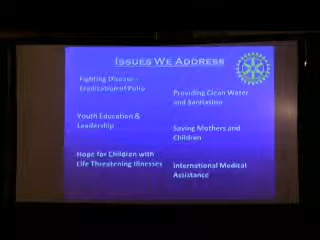 Issues We Address
Fighting Disease –
Eradication of Polio
Providing Clean Water
and Sanitation
Youth Education &
Leadership
Saving Mothers and
Children
Hope for Children with
Life Threatening Illnesses
International Medical
Assistance